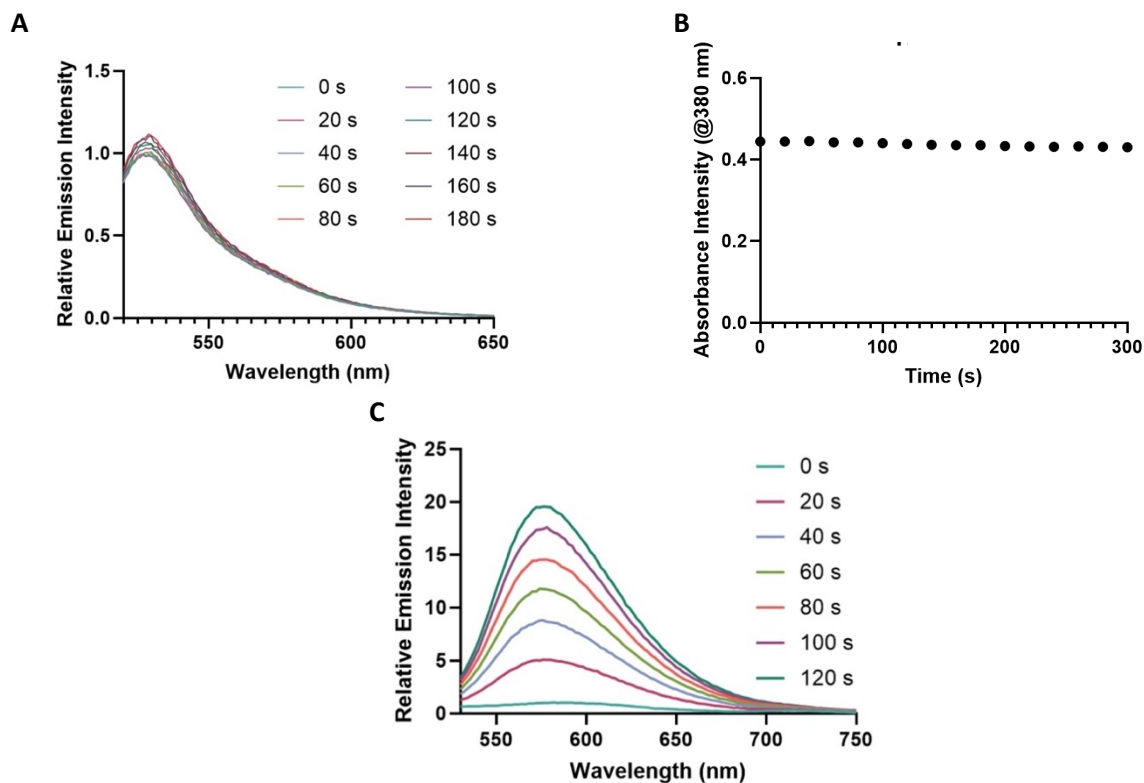 A
Relative Emission Intensity
1.5
1.0
0.5
0.0
550
600
650
Wavelength (nm)
0 s
20 s
40 s
60 s
80 s
100 s
120 s
140 s
160 s
180 s
B
Absorbance Intensity (@380 nm)
0.6
0.4
0.2
0.0
0
100
200
300
Time (s)
C
Relative Emission Intensity
25
20
15
10
5
0
550
600
650
700
750
Wavelength (nm)
0 s
20 s
40 s
60 s
80 s
100 s
120 s